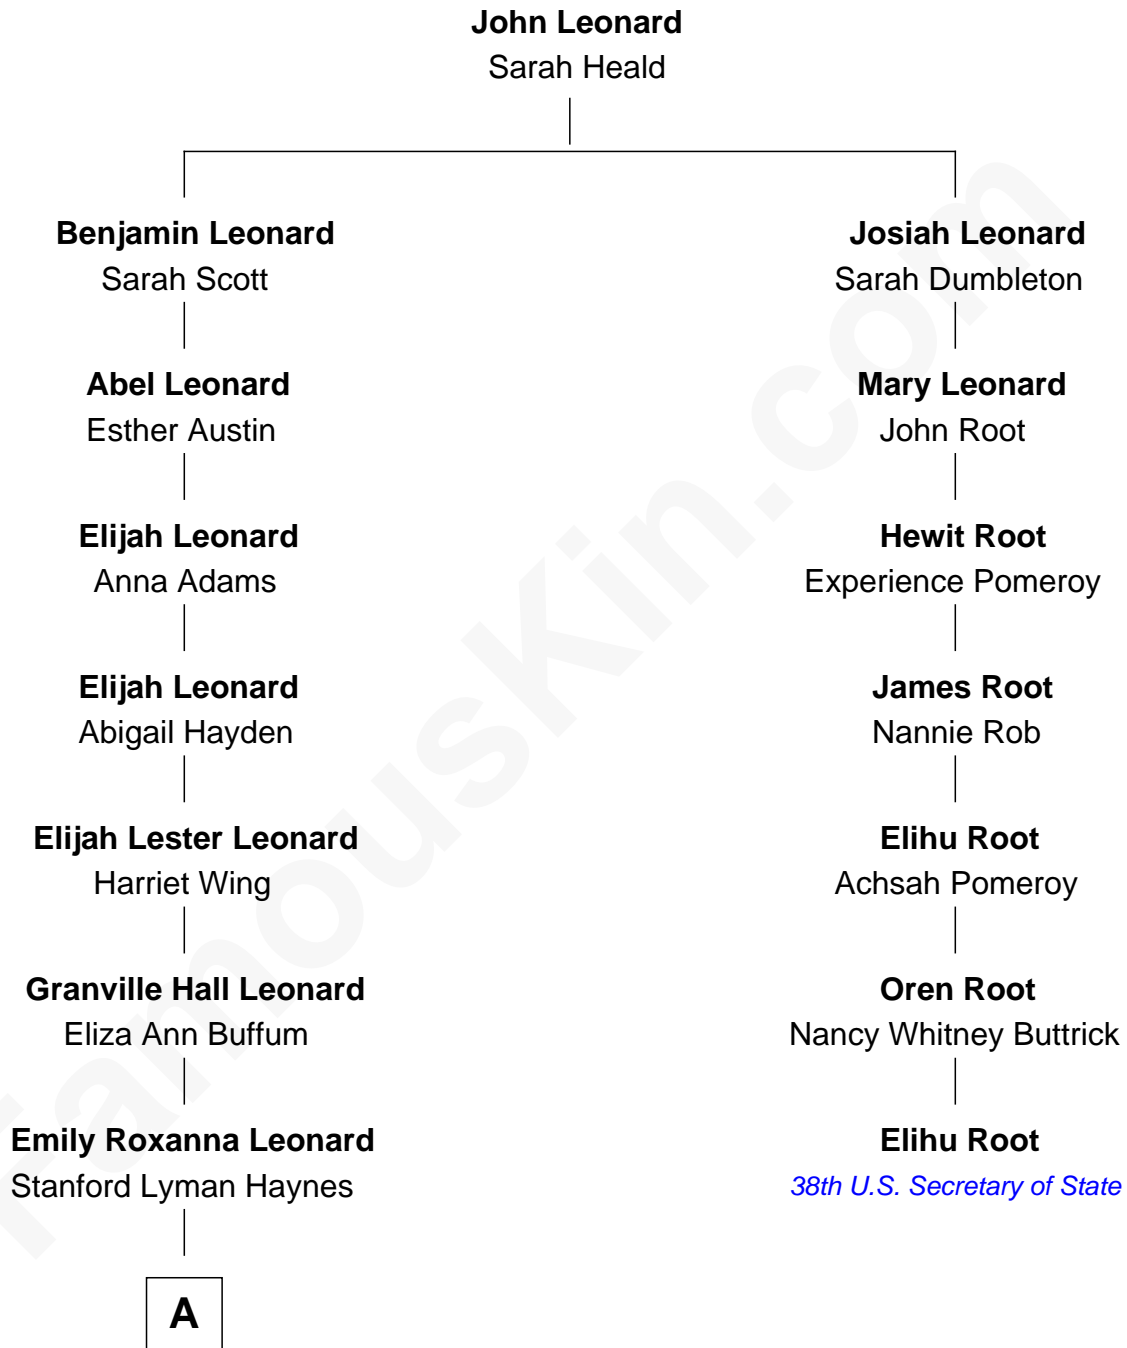 John Leonard
Sarah Heald
Benjamin Leonard
Sarah Scott
Josiah Leonard
Sarah Dumbleton
Abel Leonard
Esther Austin
Mary Leonard
John Root
Elijah Leonard
Anna Adams
Hewit Root
Experience Pomeroy
Elijah Leonard
Abigail Hayden
James Root
Nannie Rob
Elijah Lester Leonard
Harriet Wing
Elihu Root
Achsah Pomeroy
Granville Hall Leonard
Eliza Ann Buffum
Oren Root
Nancy Whitney Buttrick
Emily Roxanna Leonard
Stanford Lyman Haynes
Elihu Root
38th U.S. Secretary of State
A
FamousKin.com